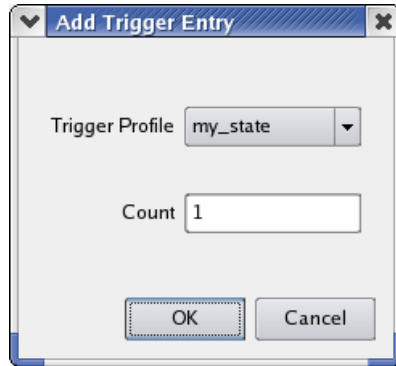 Add Trigger Entry
Trigger Profile my_state
Count 1
OK Cancel